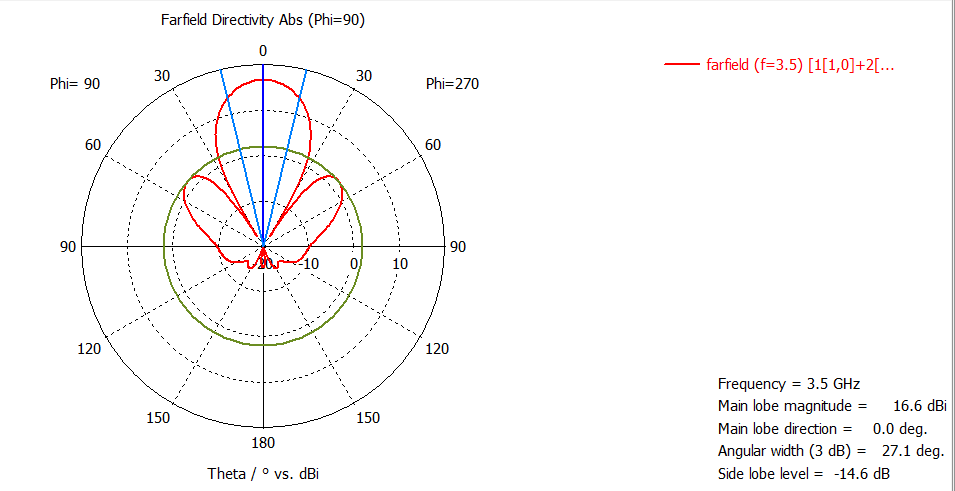 Farfield Directivity Abs (Phi=90)
0
30
30
Phi= 90
Phi=270
farfield (f=3.5) [1[1,0]+2[...
60
60
90
90
-10
0
10
120
120
150
150
180
Theta / ° vs. dBi
Frequency = 3.5 GHz
Main lobe magnitude = 16.6 dBi
Main lobe direction = 0.0 deg.
Angular width (3 dB) = 27.1 deg.
Side lobe level = -14.6 dB